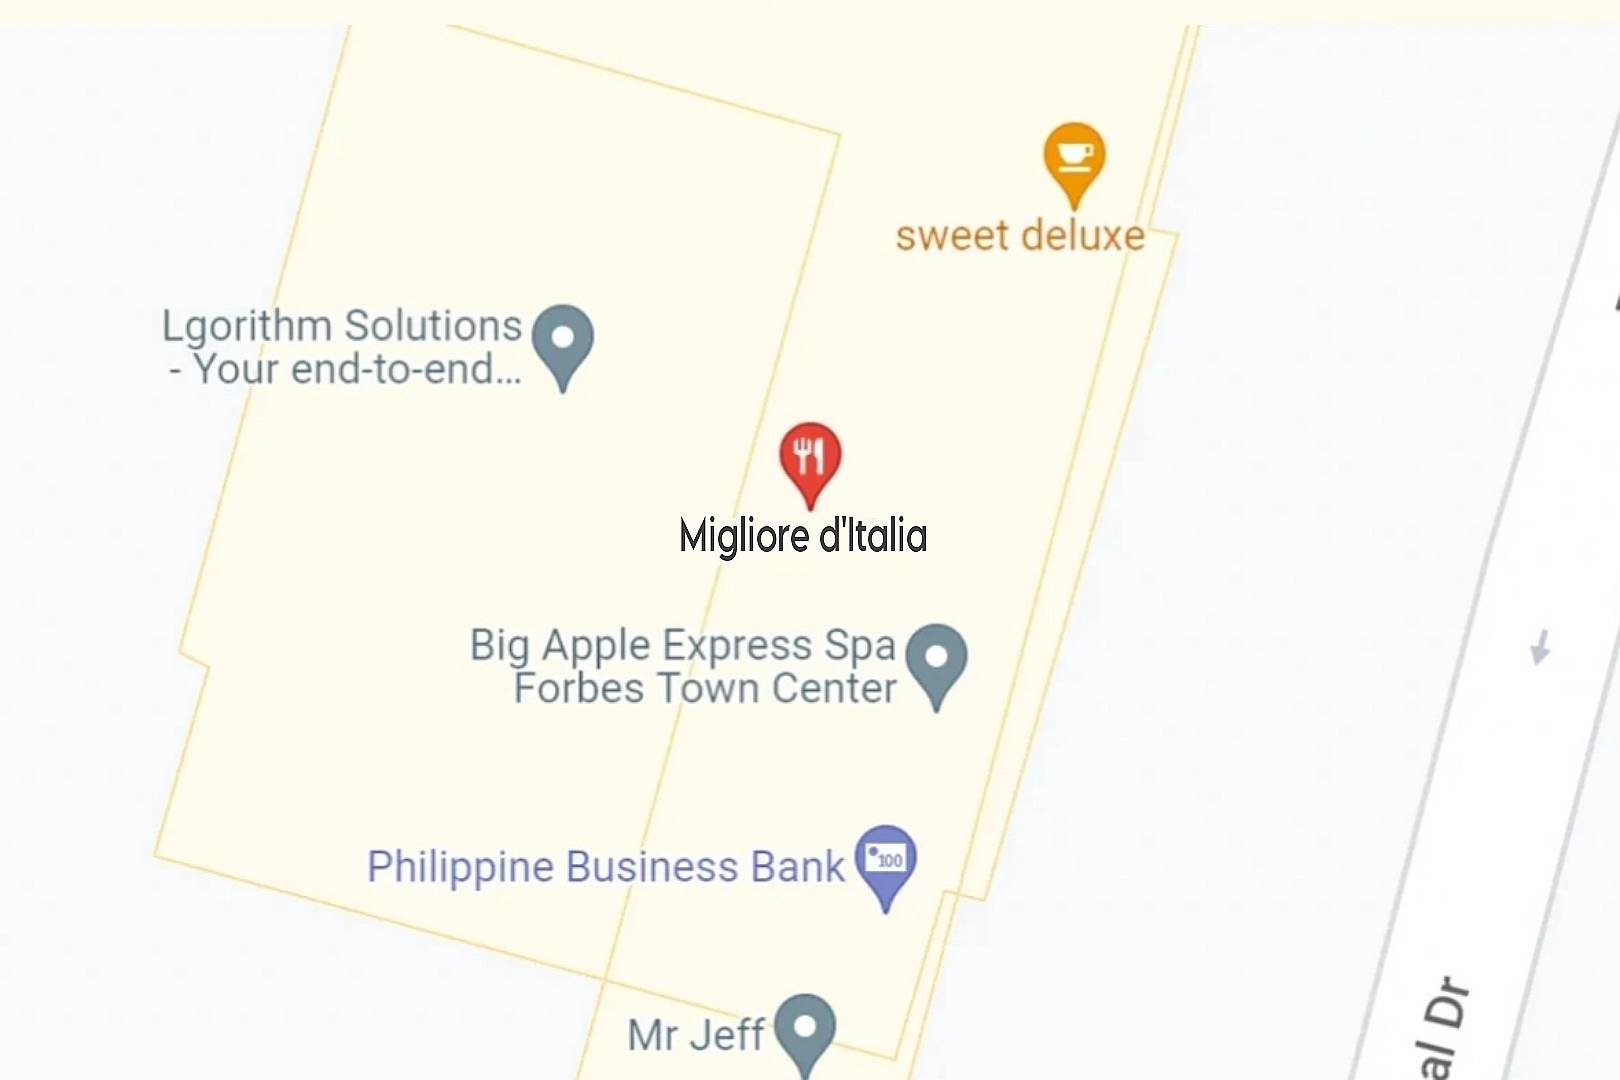 sweet deluxe
Lgorithm Solutions
- Your end-to-end...
Migliore d'Italia
Big Apple Express Spa
Forbes Town Center
Philippine Business Bank
100
Mr Jeff
al Dr